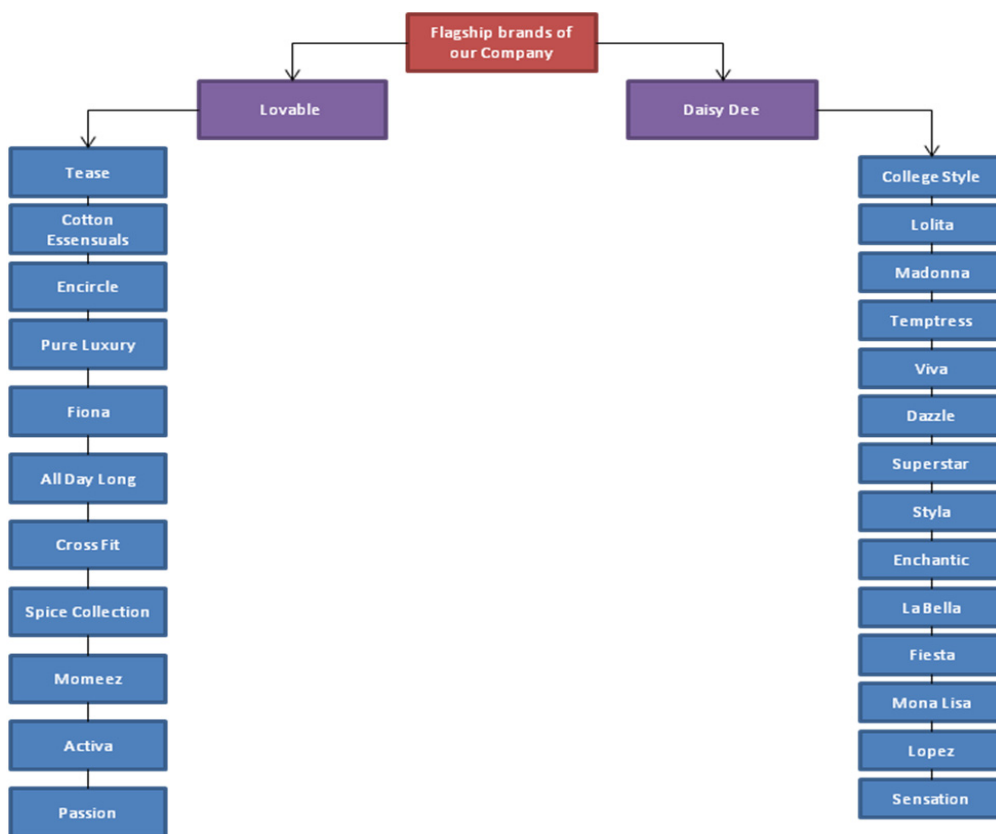 Flagship brands of
our Company
Lovable
Daisy Dee
Tease
Cotton
Essensuals
Encircle
Pure Luxury
Fiona
All Day Long
Cross Fit
Spice Collection
Momeez
Activa
Passion
College Style
Lolita
Madonna
Temptress
Viva
Dazzle
Superstar
Styla
Enchantic
La Bella
Fiesta
Mona Lisa
Lopez
Sensation